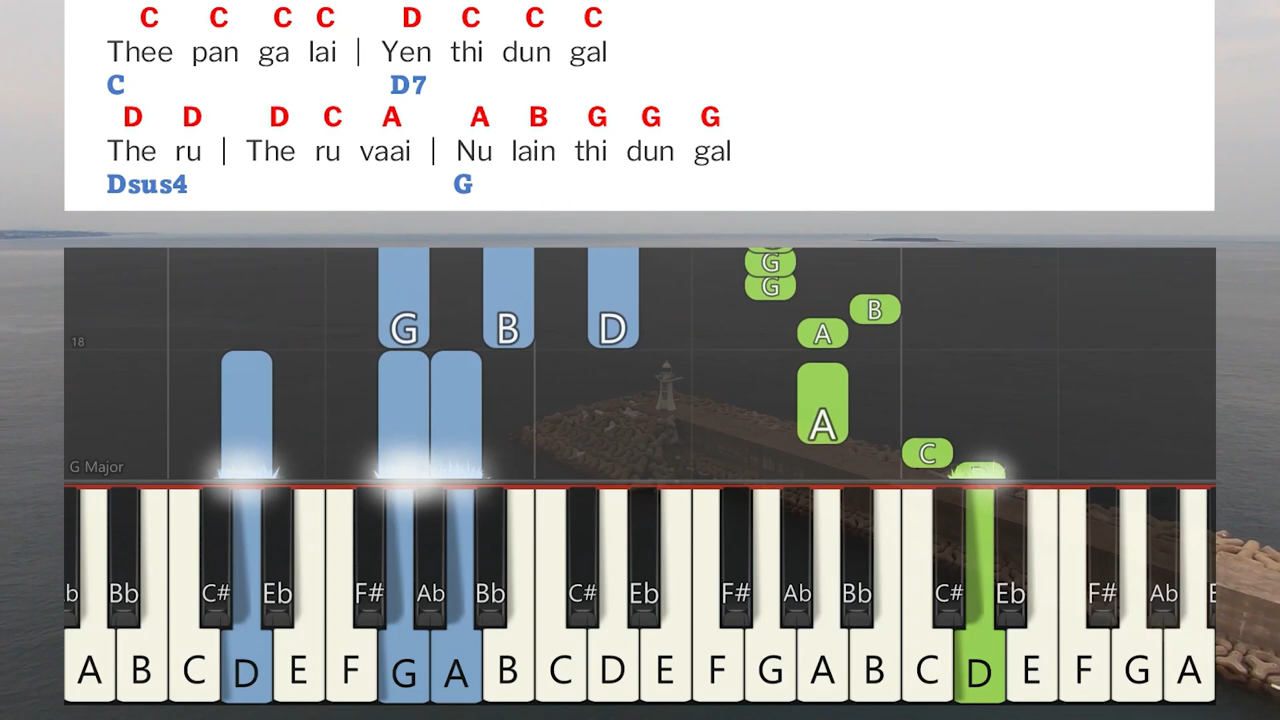 C C C C D C C C
Thee pan ga lai | Yen thi dun gal
C D7
D D D C A A B G G G
The ru | The ru vaai | Nu lain thi dun gal
Dsus4 G
G
G
B
G B D A
18
A
C
G Major
b Bb C# Eb F# Ab Bb C# Eb F# Ab Bb C# Eb F# Ab E
A B C D E F G A B C D E F G A B C D E F G A